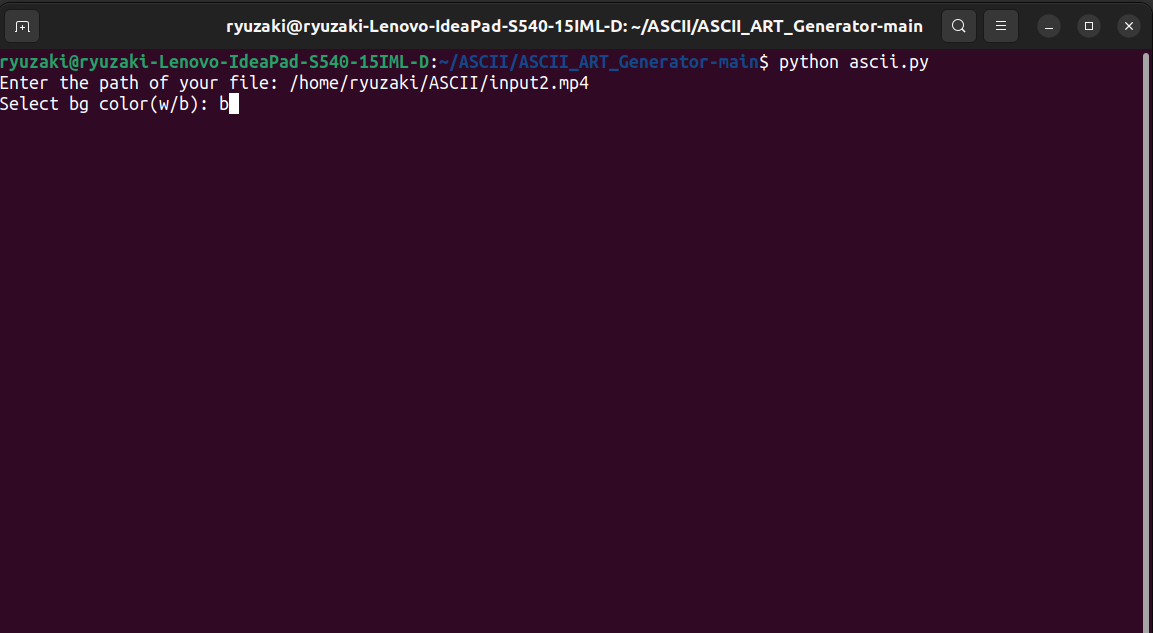 ryuzaki@ryuzaki-Lenovo-IdeaPad-S540-15IML-D: ~/ASCII/ASCII_ART_Generator-main
ryuzaki@ryuzaki-Lenovo-IdeaPad-S540-15IML-D:~/ASCII/ASCII_ART_Generator-main$ python ascii.py
Enter the path of your file: /home/ryuzaki/ASCII/input2.mp4
Select bg color(w/b): b